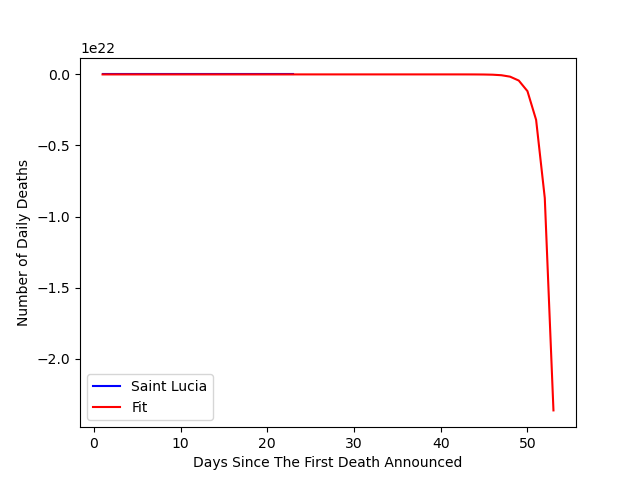 1e22
0.0
−0.5
−1.0
−1.5
−2.0
Number of Daily Deaths
Saint Lucia
Fit
0 10 20 30 40 50
Days Since The First Death Announced